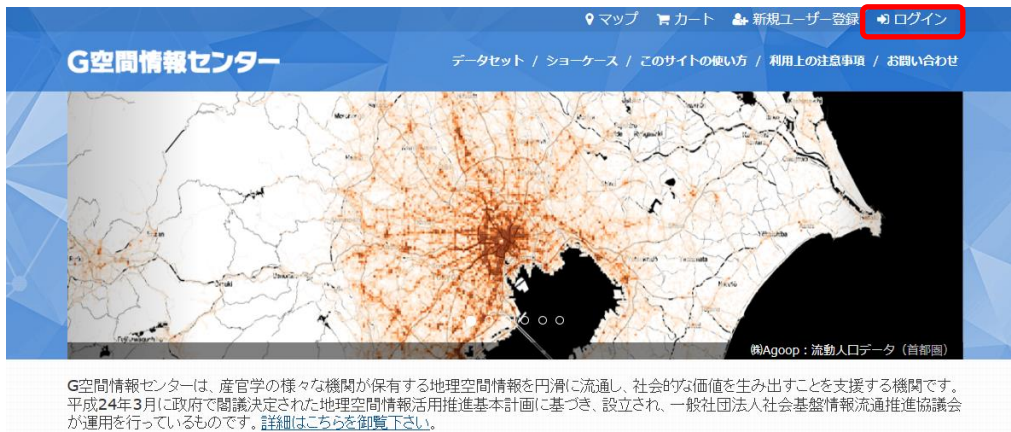 マップ カート 新規ユーザー登録 ログイン
G空間情報センター
データセット / ショーケース / このサイトの使い方 / 利用上の注意事項 / お問い合わせ
㈱Agoop：流動人口データ（首都圏）
G空間情報センターは、産官学の様々な機関が保有する地理空間情報を円滑に流通し、社会的な価値を生み出すことを支援する機関です。
平成24年3月に政府で閣議決定された地理空間情報活用推進基本計画に基づき、設立され、一般社団法人社会基盤情報流通推進協議会
が運用を行っているものです。詳細はこちらを御覧下さい。